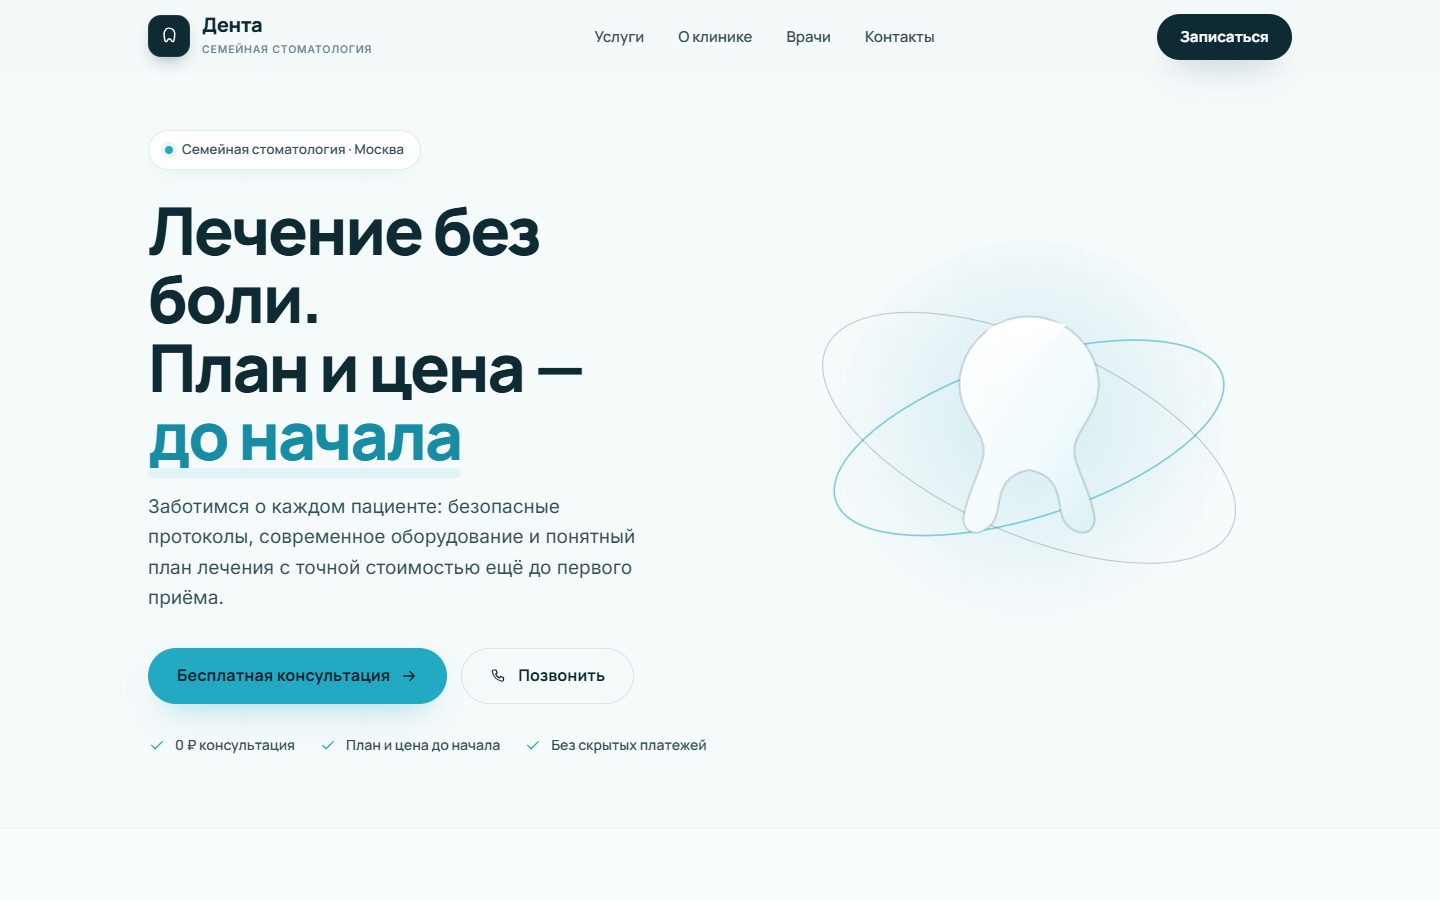 Дента
СЕМЕЙНАЯ СТОМАТОЛОГИЯ
Услуги
О клинике
Врачи
Контакты
Записаться
Семейная стоматология · Москва
Лечение без
боли.
План и цена —
до начала
Заботимся о каждом пациенте: безопасные
протоколы, современное оборудование и понятный
план лечения с точной стоимостью ещё до первого
приёма.
Бесплатная консультация →
Позвонить
0 ₽ консультация
План и цена до начала
Без скрытых платежей